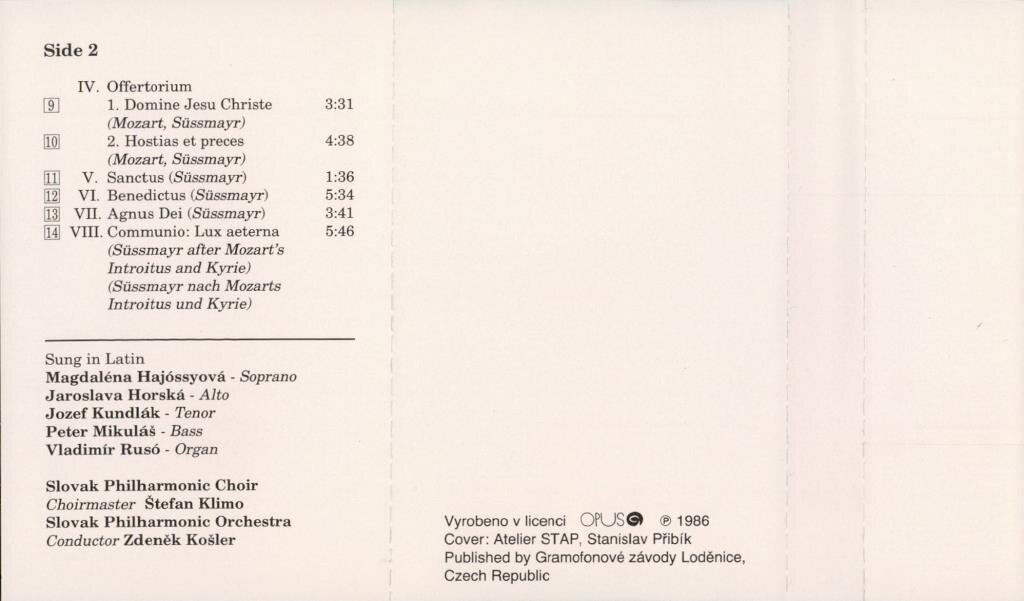 Side 2
IV. Offertorium
9 1. Domine Jesu Christe 3:31
(Mozart, Süssmayr)
10 2. Hostias et preces 4:38
(Mozart, Süssmayr)
11 V. Sanctus (Süssmayr) 1:36
12 VI. Benedictus (Süssmayr) 5:34
13 VII. Agnus Dei (Süssmayr) 3:41
14 VIII. Communio: Lux aeterna 5:46
(Süssmayr after Mozart's
Introitus and Kyrie)
(Süssmayr nach Mozarts
Introitus und Kyrie)
Sung in Latin
Magdaléna Hajóssyová - Soprano
Jaroslava Horská - Alto
Jozef Kundlák - Tenor
Peter Mikuláš - Bass
Vladimír Rusó - Organ
Slovak Philharmonic Choir
Choirmaster Štefan Klimo
Slovak Philharmonic Orchestra
Conductor Zdeněk Košler
Vyrobeno v licenci OPUS ℗ 1986
Cover: Atelier STAP, Stanislav Přibík
Published by Gramofonové závody Loděnice,
Czech Republic